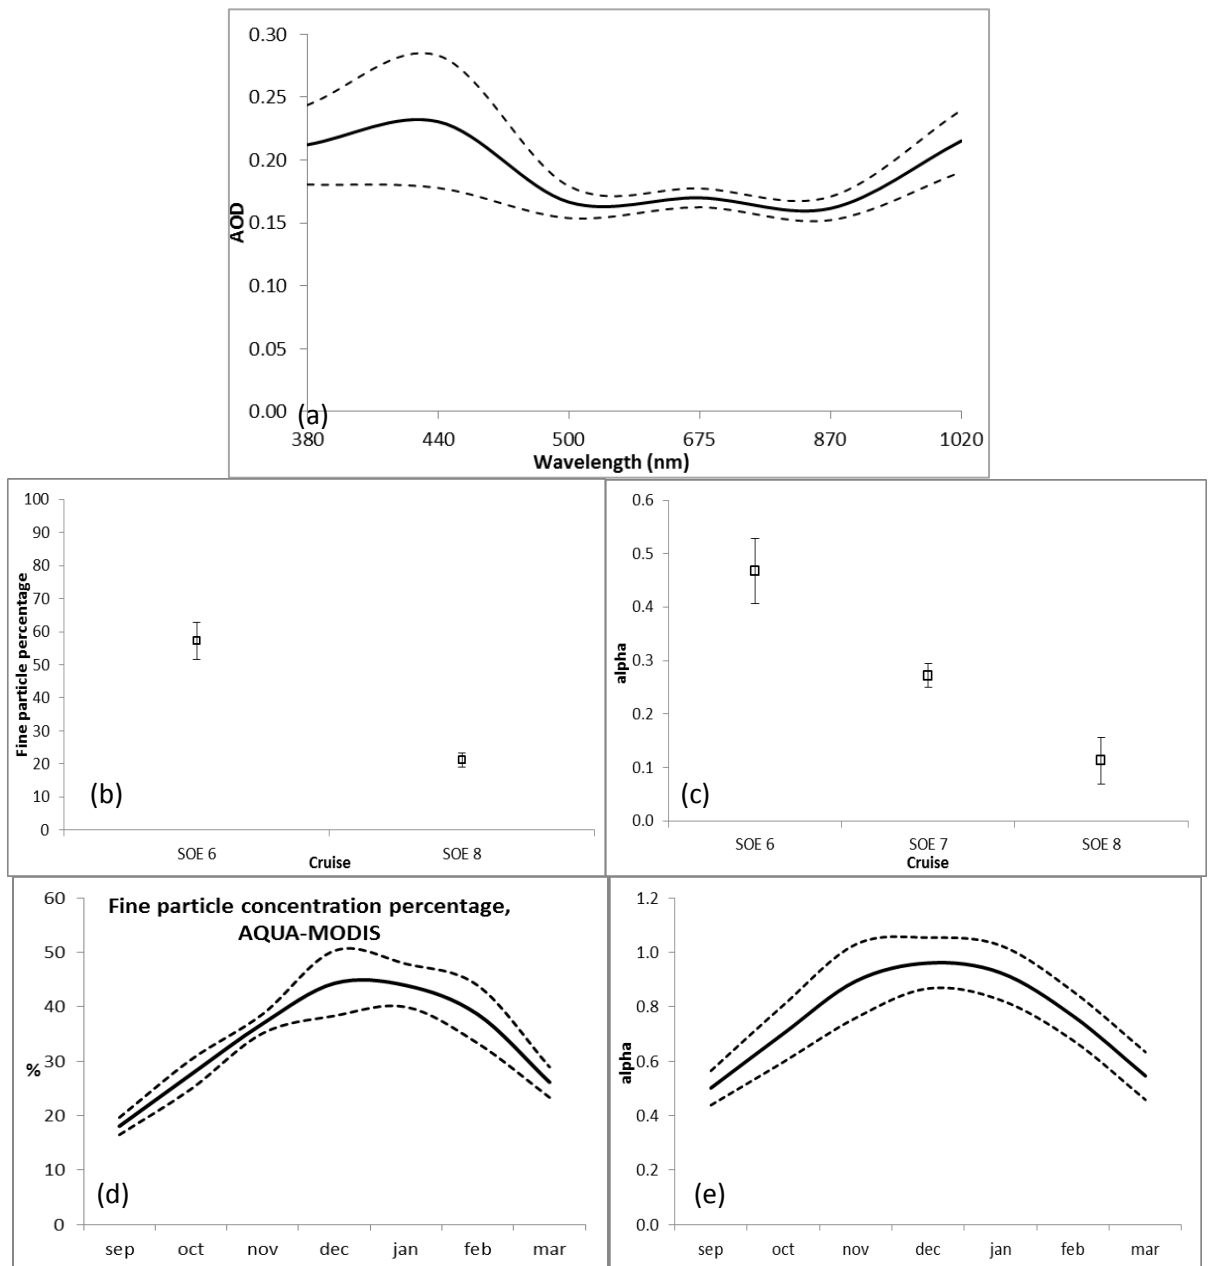 0.30
0.25
0.20
0.15
0.10
0.05
0.00
AOD
(a)
380 440 500 675 870 1020
Wavelength (nm)
100
90
80
70
60
50
40
30
20
10
0
Fine particle percentage
(b)
SOE 6 SOE 8
Cruise
0.6
0.5
0.4
0.3
0.2
0.1
0.0
alpha
(c)
SOE 6 SOE 7 SOE 8
Cruise
Fine particle concentration percentage,
AQUA-MODIS
60
50
40
30
20
10
0
%
(d)
sep oct nov dec jan feb mar
1.2
1.0
0.8
0.6
0.4
0.2
0.0
alpha
(e)
sep oct nov dec jan feb mar